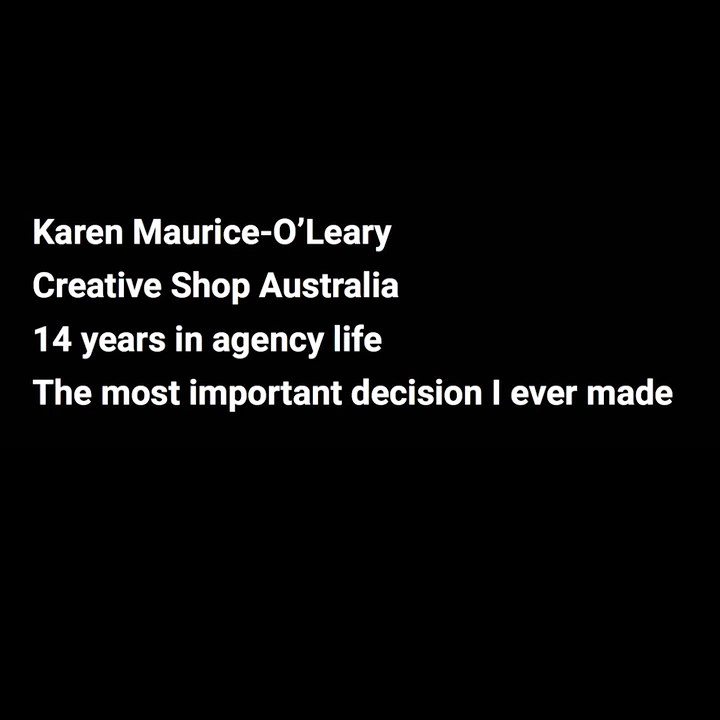 Karen Maurice-O’Leary
Creative Shop Australia
14 years in agency life
The most important decision I ever made